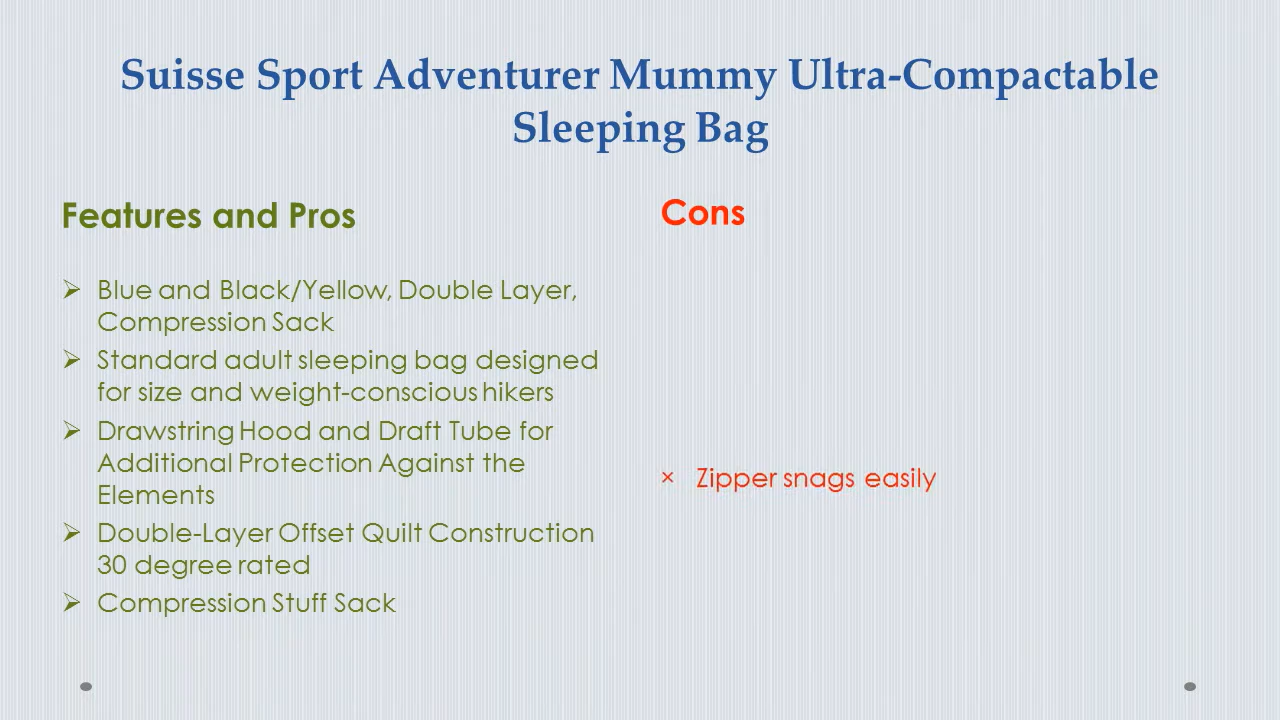 Suisse Sport Adventurer Mummy Ultra-Compactable
Sleeping Bag
Features and Pros
➢ Blue and Black/Yellow, Double Layer,
Compression Sack
➢ Standard adult sleeping bag designed
for size and weight-conscious hikers
➢ Drawstring Hood and Draft Tube for
Additional Protection Against the
Elements
➢ Double-Layer Offset Quilt Construction
30 degree rated
➢ Compression Stuff Sack
Cons
× Zipper snags easily